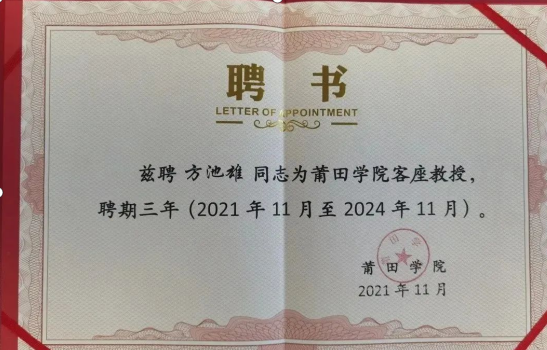 聘书
LETTER OF APPOINTMENT
兹聘 方池雄 同志为莆田学院客座教授，
聘期三年（2021 年 11 月至 2024 年 11 月）。
莆田学院
2021 年 11 月